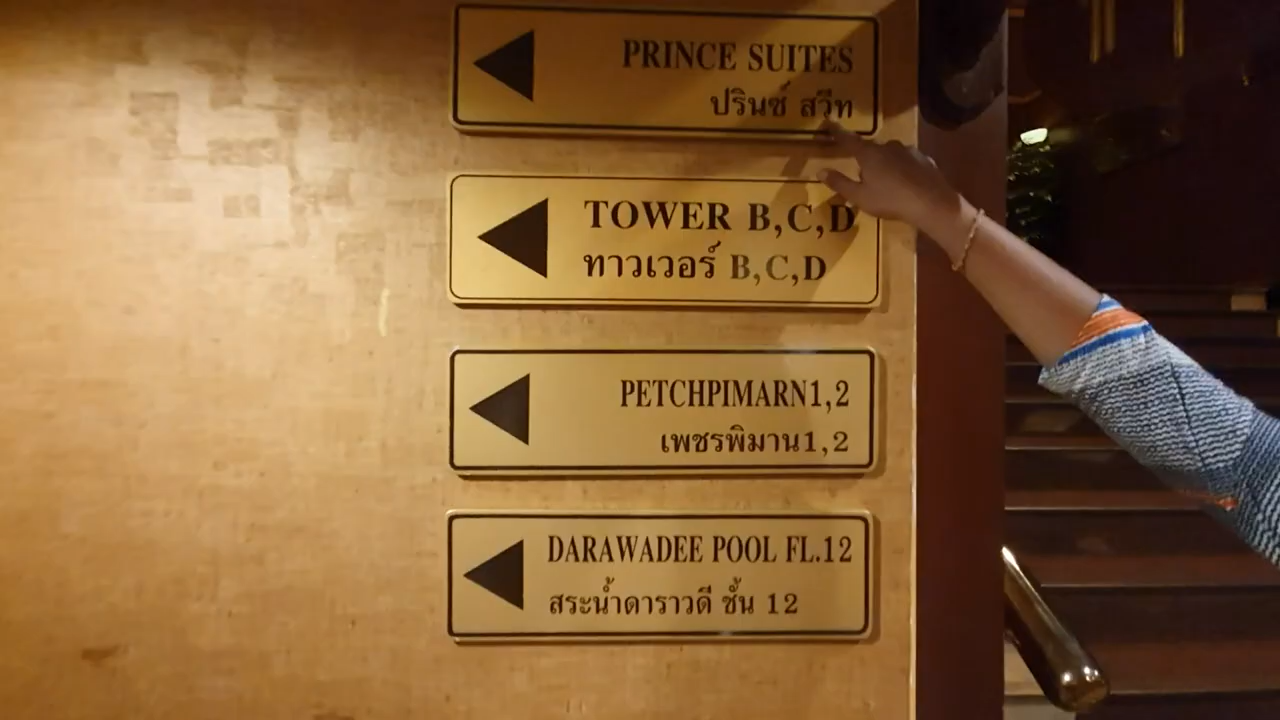 PRINCE SUITES
ปรินซ์ สวีท
TOWER B,C,D
ทาวเวอร์ B,C,D
PETCHPIMARN1,2
เพชรพิมาน1,2
DARAWADEE POOL FL.12
สระน้ำดาราวดี ชั้น 12